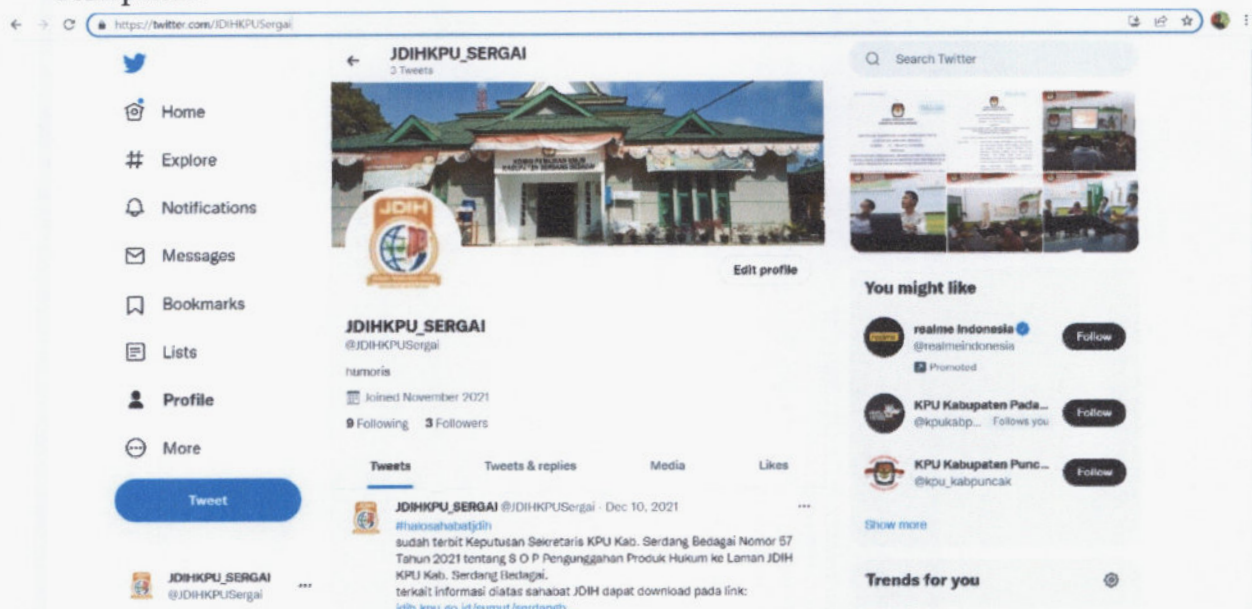 https://twitter.com/JDIHKPUSergai
JDIHKPU_SERGAI
3 Tweets
Search Twitter
Home
Explore
Notifications
Messages
Bookmarks
Lists
Profile
More
Tweet
JDIHKPU_SERGAI
@JDIHKPUSergai
JDIH
Edit profile
JDIHKPU_SERGAI
@JDIHKPUSergai
humoris
Joined November 2021
9 Following 3 Followers
Tweets Tweets & replies Media Likes
JDIHKPU_SERGAI @JDIHKPUSergai · Dec 10, 2021
#halosahabatjdih
sudah terbit Keputusan Sekretaris KPU Kab. Serdang Bedagai Nomor 57
Tahun 2021 tentang S O P Pengunggahan Produk Hukum ke Laman JDIH
KPU Kab. Serdang Bedagai.
terkait informasi diatas sahabat JDIH dapat download pada link:
You might like
realme Indonesia
@realmeindonesia
Promoted
Follow
KPU Kabupaten Pada...
@kpukabp... Follows you
Follow
KPU Kabupaten Punc...
@kpu_kabpuncak
Follow
Show more
Trends for you